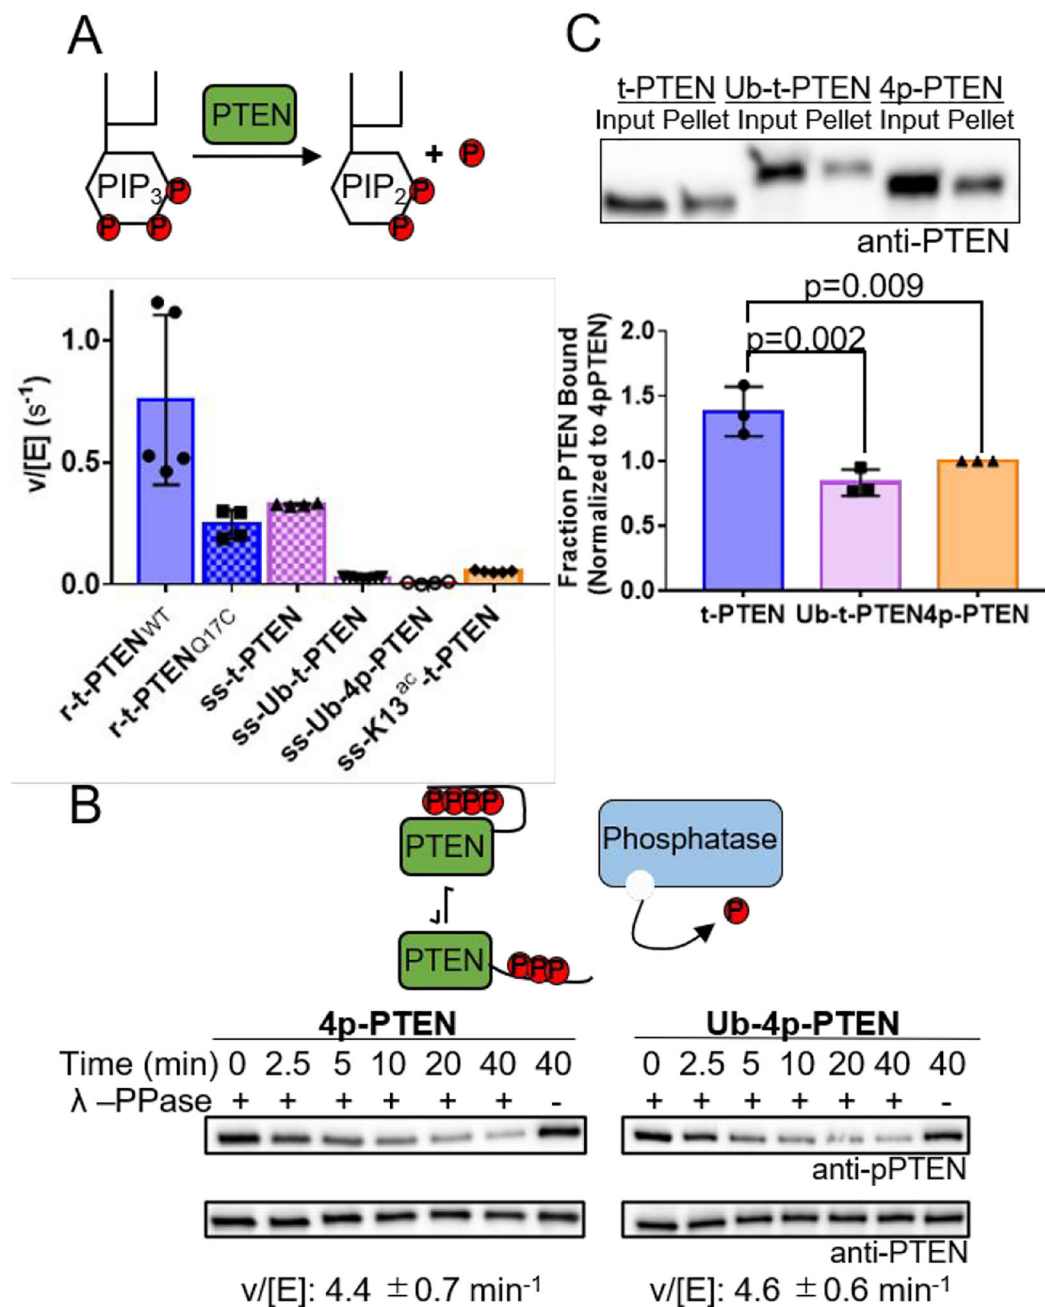 A
PTEN
PIP3
P
P
P
PIP2
P
P
+ P
v/[E] (s-1)
1.0
0.5
0.0
r-t-PTENWT
r-t-PTENQ17C
ss-t-PTEN
ss-Ub-t-PTEN
ss-Ub-4p-PTEN
ss-K13ac-t-PTEN
C
t-PTEN Ub-t-PTEN 4p-PTEN
Input Pellet Input Pellet Input Pellet
anti-PTEN
Fraction PTEN Bound
(Normalized to 4pPTEN)
2.0
1.5
1.0
0.5
0.0
p=0.009
p=0.002
t-PTEN Ub-t-PTEN 4p-PTEN
B
PPPP
PTEN
PTEN
PPP
Phosphatase
P
4p-PTEN Ub-4p-PTEN
Time (min) 0 2.5 5 10 20 40 40 0 2.5 5 10 20 40 40
λ –PPase + + + + + + - + + + + + + -
anti-pPTEN
anti-PTEN
v/[E]: 4.4 ± 0.7 min-1 v/[E]: 4.6 ± 0.6 min-1